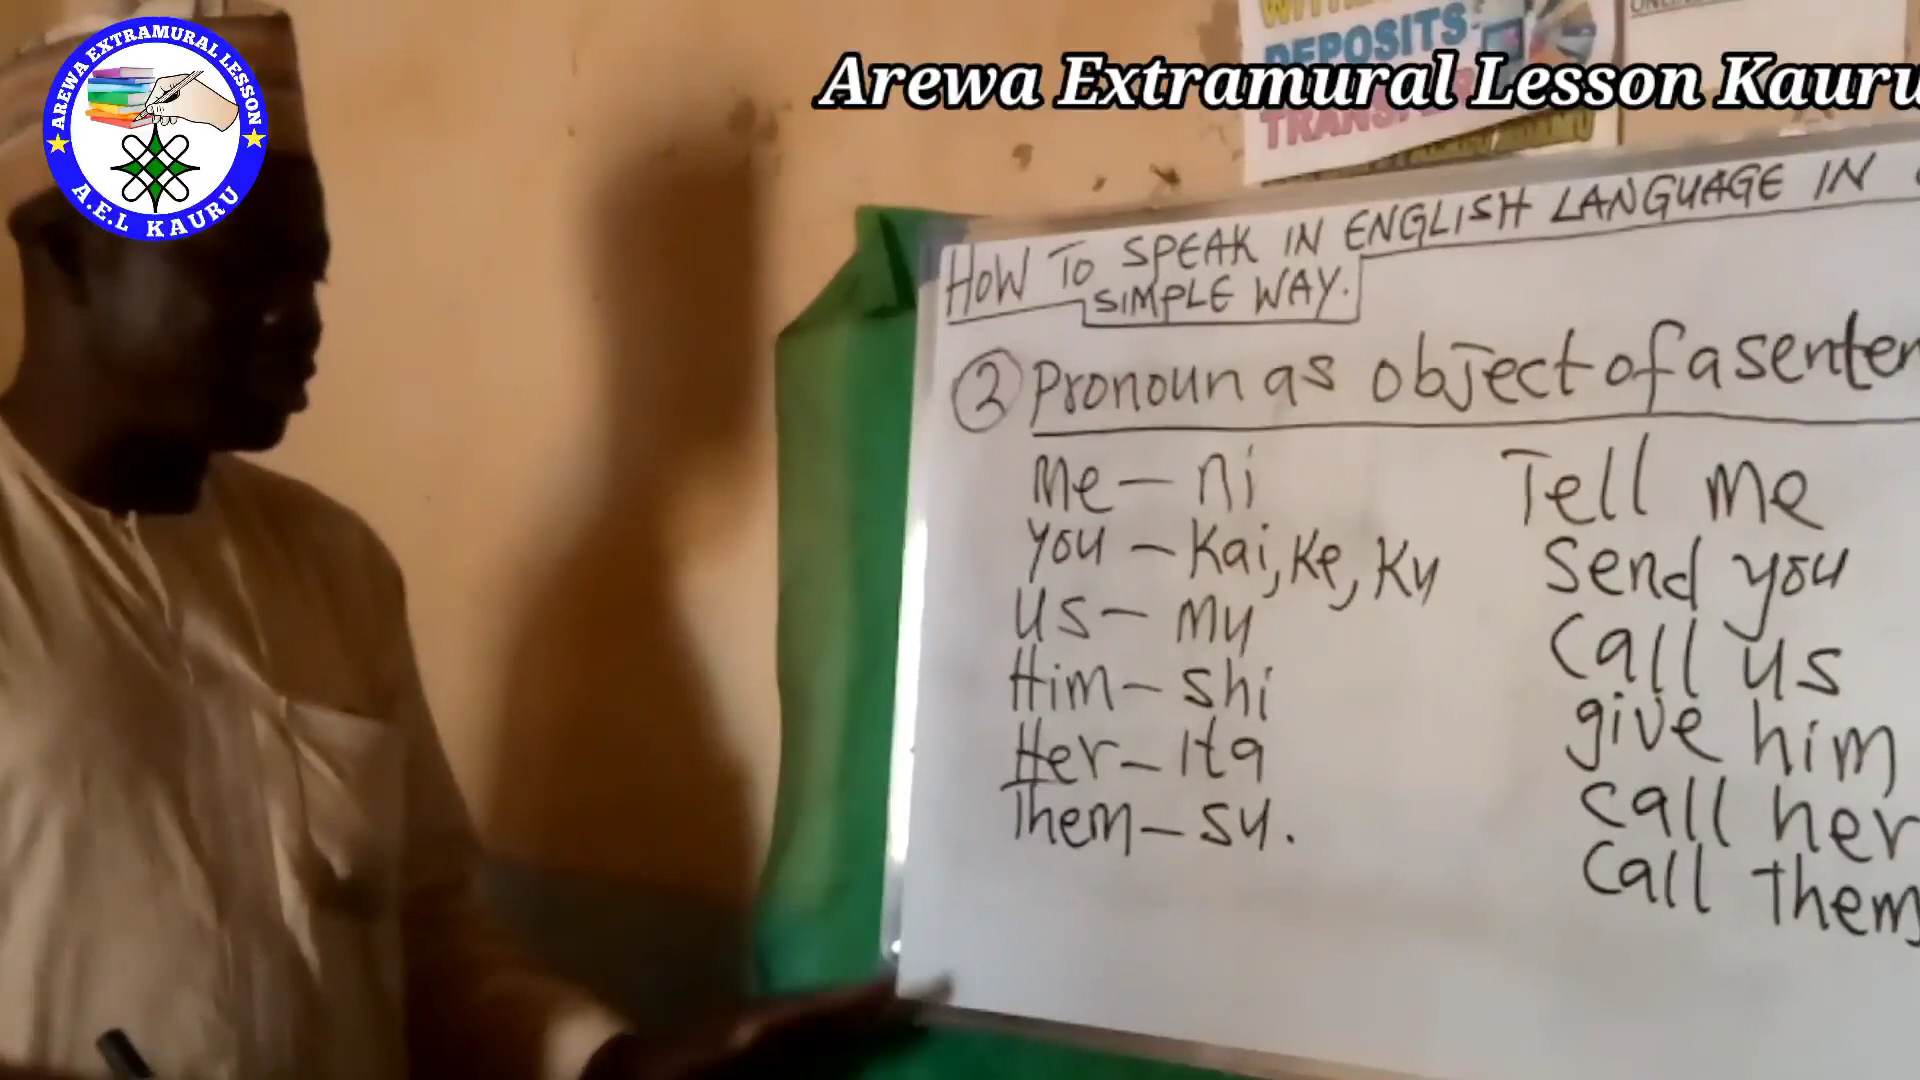 AREWA EXTRAMURAL LESSON
A.E.L KAURU
Arewa Extramural Lesson Kauru
DEPOSITS
HOW TO SPEAK IN ENGLISH LANGUAGE IN
SIMPLE WAY.
2 Pronoun as object of a senten
Me - ni
you - Kai, Ke, Ku
us - mu
Him - shi
Her - Ita
Them - su.
Tell me
Send you
Call us
give him
call her
Call them